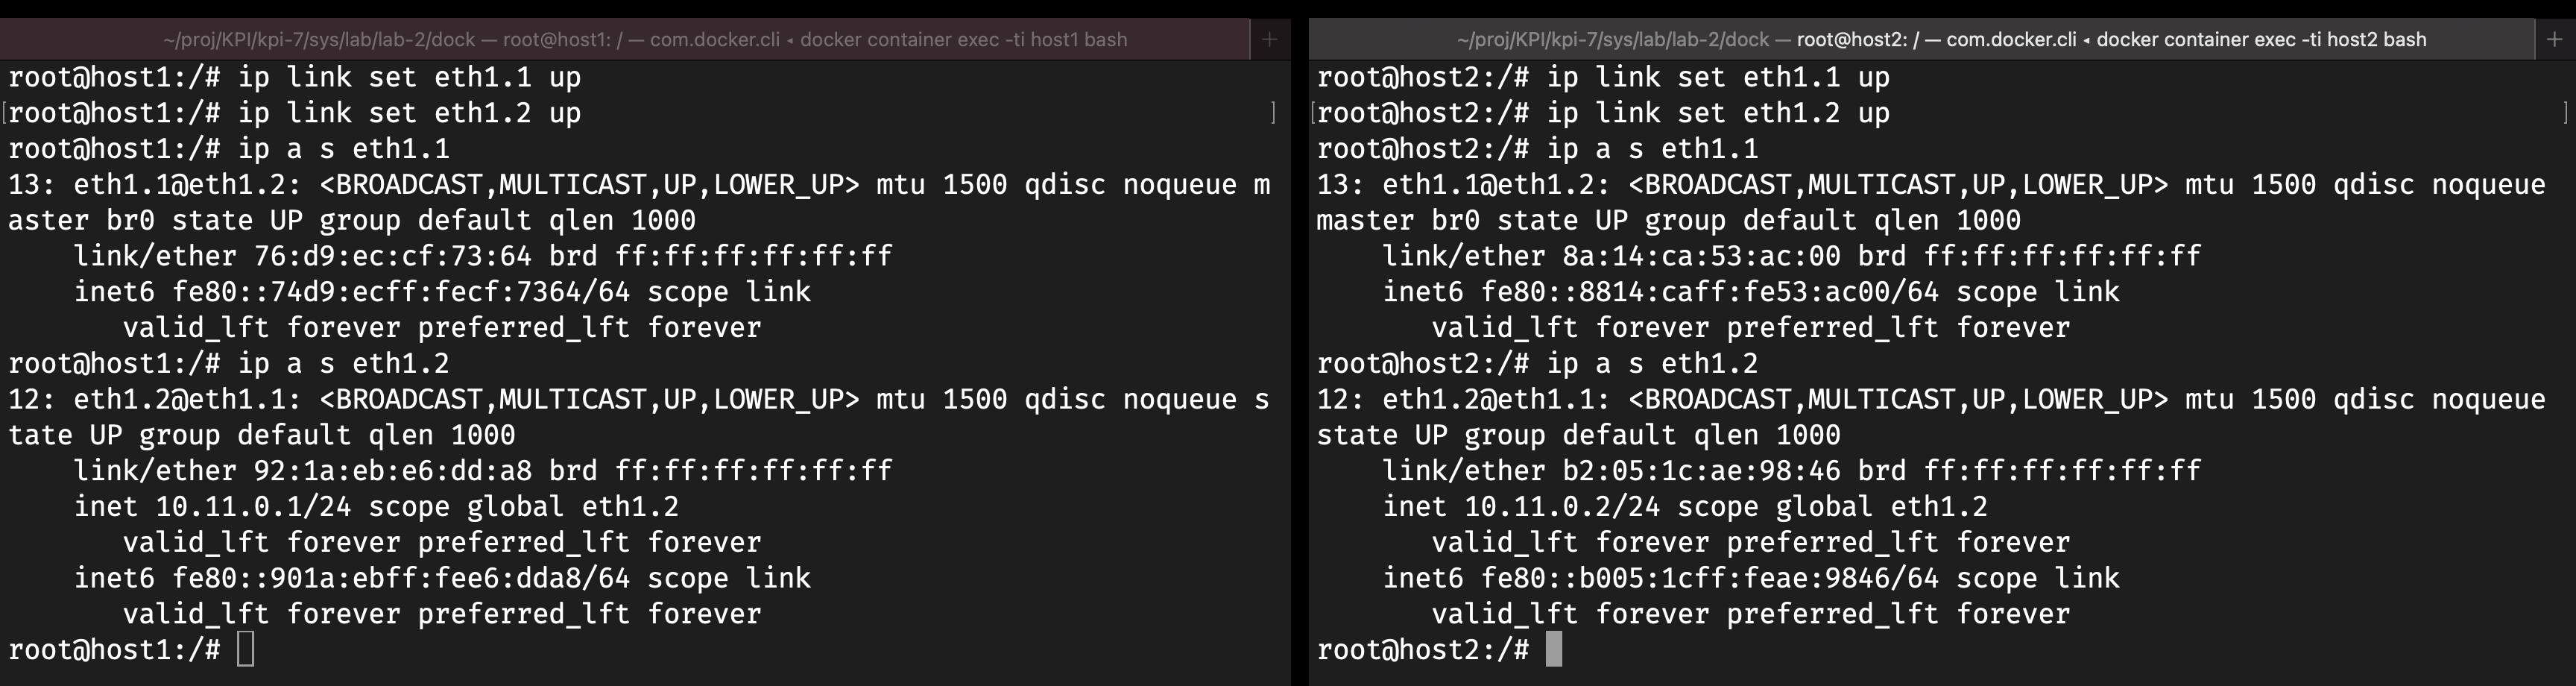 ~/proj/KPI/kpi-7/sys/lab/lab-2/dock — root@host1: / — com.docker.cli ◂ docker container exec -ti host1 bash
+
root@host1:/# ip link set eth1.1 up
[root@host1:/# ip link set eth1.2 up ]
root@host1:/# ip a s eth1.1
13: eth1.1@eth1.2: <BROADCAST,MULTICAST,UP,LOWER_UP> mtu 1500 qdisc noqueue m
aster br0 state UP group default qlen 1000
    link/ether 76:d9:ec:cf:73:64 brd ff:ff:ff:ff:ff:ff
    inet6 fe80::74d9:ecff:fecf:7364/64 scope link
       valid_lft forever preferred_lft forever
root@host1:/# ip a s eth1.2
12: eth1.2@eth1.1: <BROADCAST,MULTICAST,UP,LOWER_UP> mtu 1500 qdisc noqueue s
tate UP group default qlen 1000
    link/ether 92:1a:eb:e6:dd:a8 brd ff:ff:ff:ff:ff:ff
    inet 10.11.0.1/24 scope global eth1.2
       valid_lft forever preferred_lft forever
    inet6 fe80::901a:ebff:fee6:dda8/64 scope link
       valid_lft forever preferred_lft forever
root@host1:/#
~/proj/KPI/kpi-7/sys/lab/lab-2/dock — root@host2: / — com.docker.cli ◂ docker container exec -ti host2 bash
+
root@host2:/# ip link set eth1.1 up
[root@host2:/# ip link set eth1.2 up ]
root@host2:/# ip a s eth1.1
13: eth1.1@eth1.2: <BROADCAST,MULTICAST,UP,LOWER_UP> mtu 1500 qdisc noqueue
master br0 state UP group default qlen 1000
    link/ether 8a:14:ca:53:ac:00 brd ff:ff:ff:ff:ff:ff
    inet6 fe80::8814:caff:fe53:ac00/64 scope link
       valid_lft forever preferred_lft forever
root@host2:/# ip a s eth1.2
12: eth1.2@eth1.1: <BROADCAST,MULTICAST,UP,LOWER_UP> mtu 1500 qdisc noqueue
state UP group default qlen 1000
    link/ether b2:05:1c:ae:98:46 brd ff:ff:ff:ff:ff:ff
    inet 10.11.0.2/24 scope global eth1.2
       valid_lft forever preferred_lft forever
    inet6 fe80::b005:1cff:feae:9846/64 scope link
       valid_lft forever preferred_lft forever
root@host2:/#